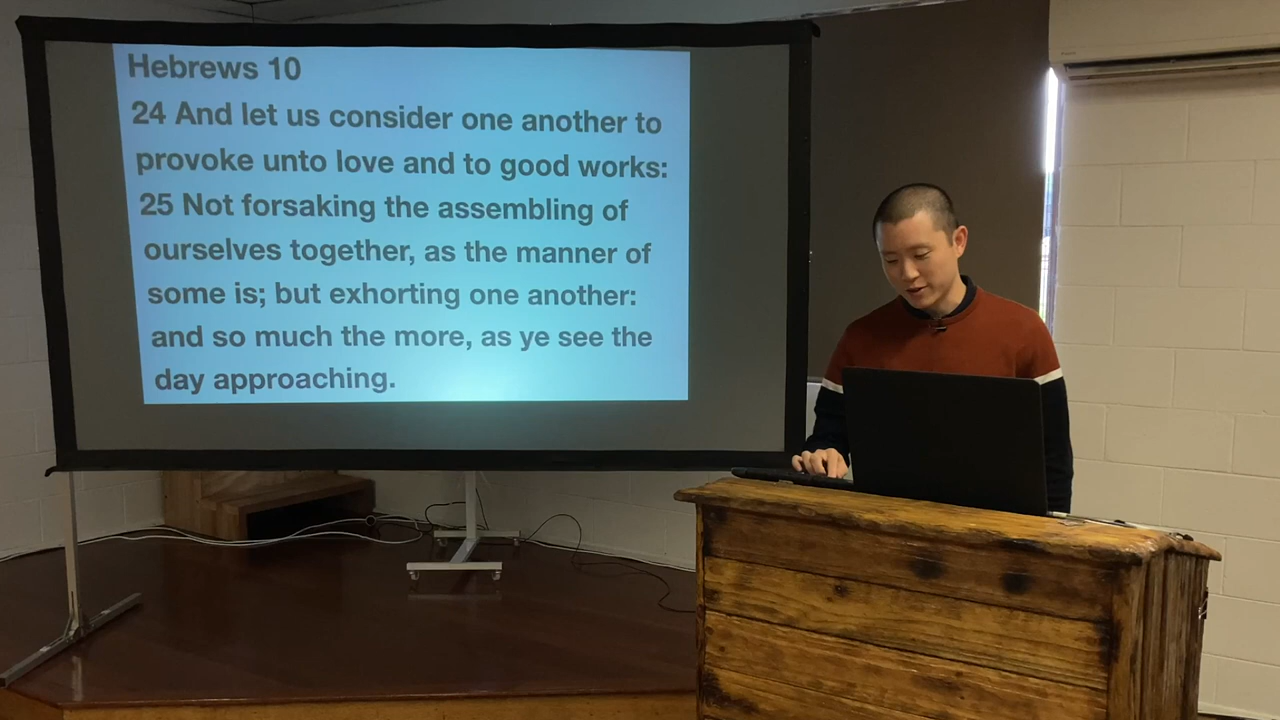 Hebrews 10
24 And let us consider one another to
provoke unto love and to good works:
25 Not forsaking the assembling of
ourselves together, as the manner of
some is; but exhorting one another:
and so much the more, as ye see the
day approaching.